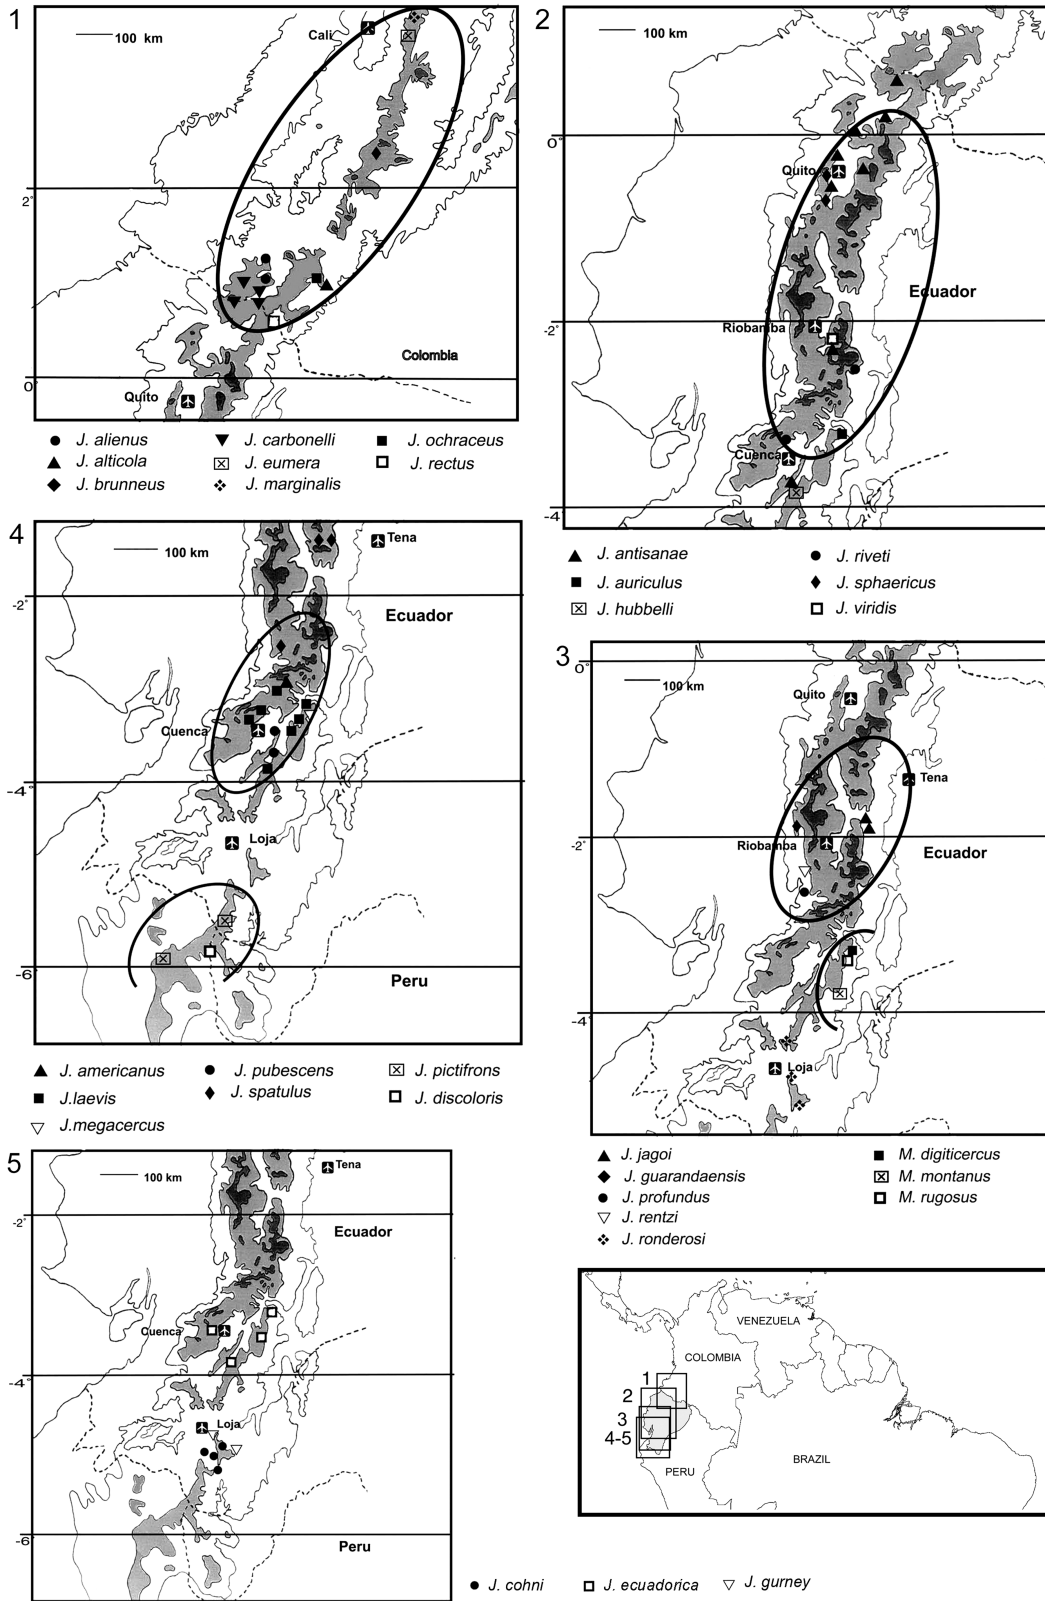 1
100 km
Cali
2°
Colombia
0°
Quito
J. alienus
J. alticola
J. brunneus
J. carbonelli
J. eumera
J. marginalis
J. ochraceus
J. rectus
2
100 km
0°
Quito
Ecuador
-2°
Riobamba
Cuenca
-4°
J. antisanae
J. auriculus
J. hubbelli
J. riveti
J. sphaericus
J. viridis
4
100 km
Tena
-2°
Ecuador
Cuenca
-4°
Loja
-6°
Peru
J. americanus
J.laevis
J.megacercus
J. pubescens
J. spatulus
J. pictifrons
J. discoloris
3
0°
100 km
Quito
Tena
-2°
Riobamba
Ecuador
-4°
Loja
J. jagoi
J. guarandaensis
J. profundus
J. rentzi
J. ronderosi
M. digiticercus
M. montanus
M. rugosus
5
100 km
Tena
-2°
Ecuador
Cuenca
-4°
Loja
-6°
Peru
J. cohni
J. ecuadorica
J. gurney
VENEZUELA
COLOMBIA
1
2
3
4-5
PERU
BRAZIL